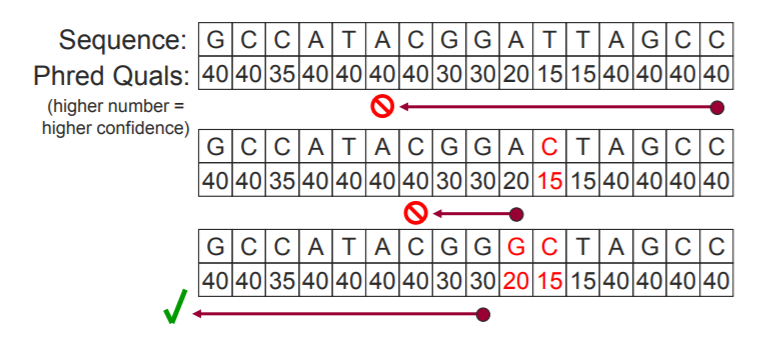 Sequence: G C C A T A C G G A T T A G C C
Phred Quals: 40 40 35 40 40 40 40 30 30 20 15 15 40 40 40 40
(higher number =
higher confidence)
G C C A T A C G G A C T A G C C
40 40 35 40 40 40 40 30 30 20 15 15 40 40 40 40
G C C A T A C G G G C T A G C C
40 40 35 40 40 40 40 30 30 20 15 15 40 40 40 40